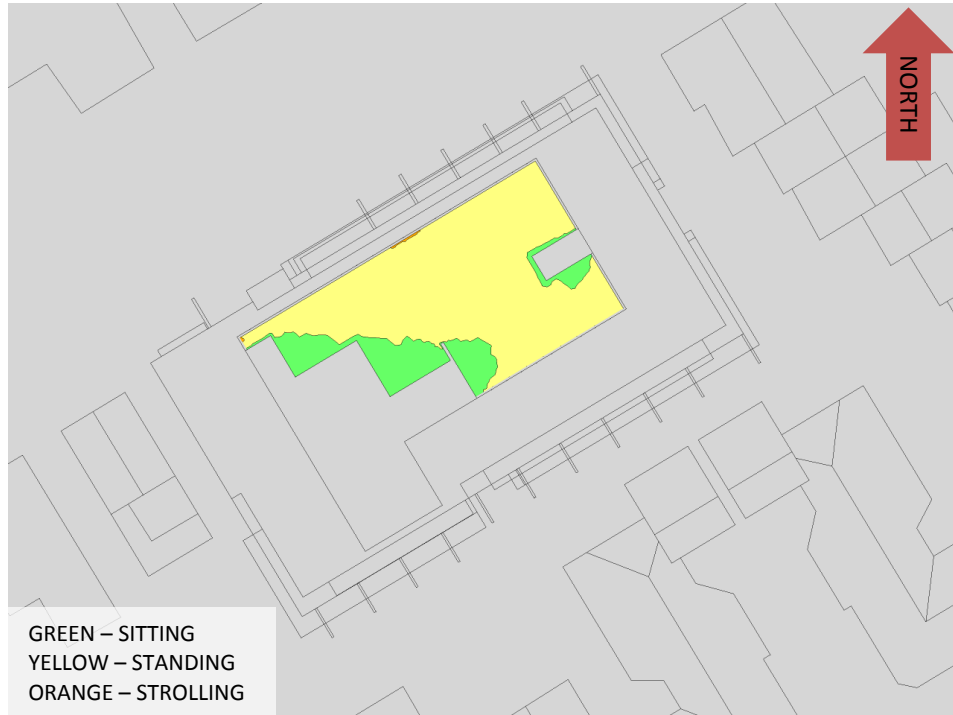 NORTH
GREEN – SITTING
YELLOW – STANDING
ORANGE – STROLLING